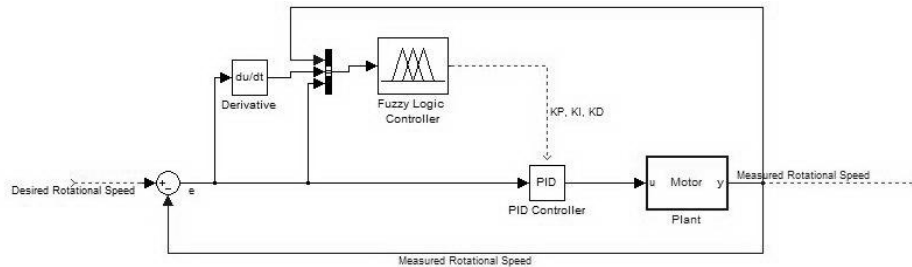 du/dt
Derivative
Fuzzy Logic
Controller
KP, KI, KD
Desired Rotational Speed
e
PID
PID Controller
u Motor y
Plant
Measured Rotational Speed
Measured Rotational Speed